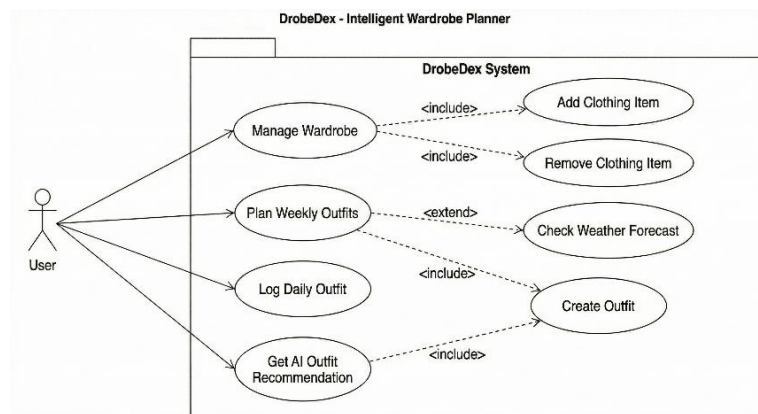 DrobeDex - Intelligent Wardrobe Planner
DrobeDex System
Manage Wardrobe
<include>
Add Clothing Item
<include>
Remove Clothing Item
Plan Weekly Outfits
<extend>
Check Weather Forecast
User
<include>
Log Daily Outfit
Create Outfit
<include>
Get AI Outfit
Recommendation